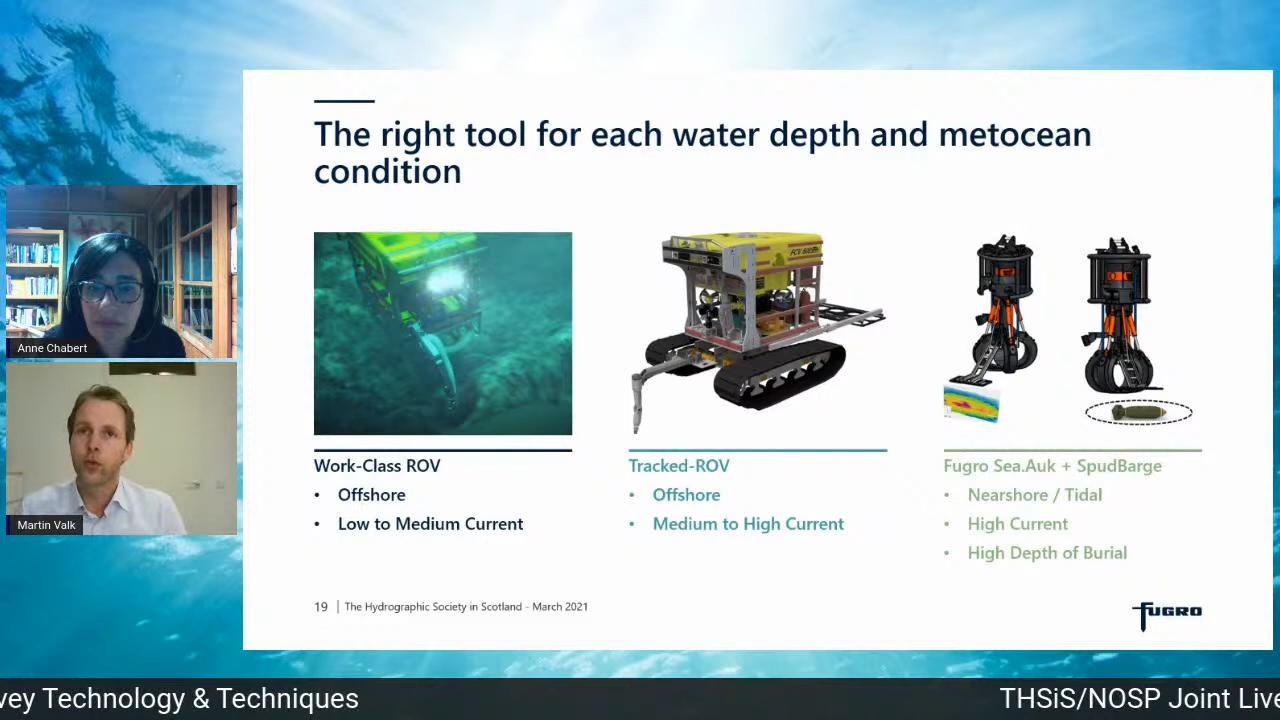 The right tool for each water depth and metocean
condition
Anne Chabert
Martin Valk
Work-Class ROV
• Offshore
• Low to Medium Current
Tracked-ROV
• Offshore
• Medium to High Current
Fugro Sea.Auk + SpudBarge
• Nearshore / Tidal
• High Current
• High Depth of Burial
19 | The Hydrographic Society in Scotland - March 2021
FUGRO
vey Technology & Techniques
THSiS/NOSP Joint Live